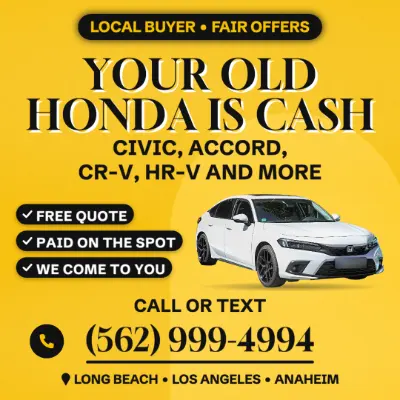 LOCAL BUYER • FAIR OFFERS
YOUR OLD
HONDA IS CASH
CIVIC, ACCORD,
CR-V, HR-V AND MORE
FREE QUOTE
PAID ON THE SPOT
WE COME TO YOU
CALL OR TEXT
(562) 999-4994
LONG BEACH • LOS ANGELES • ANAHEIM